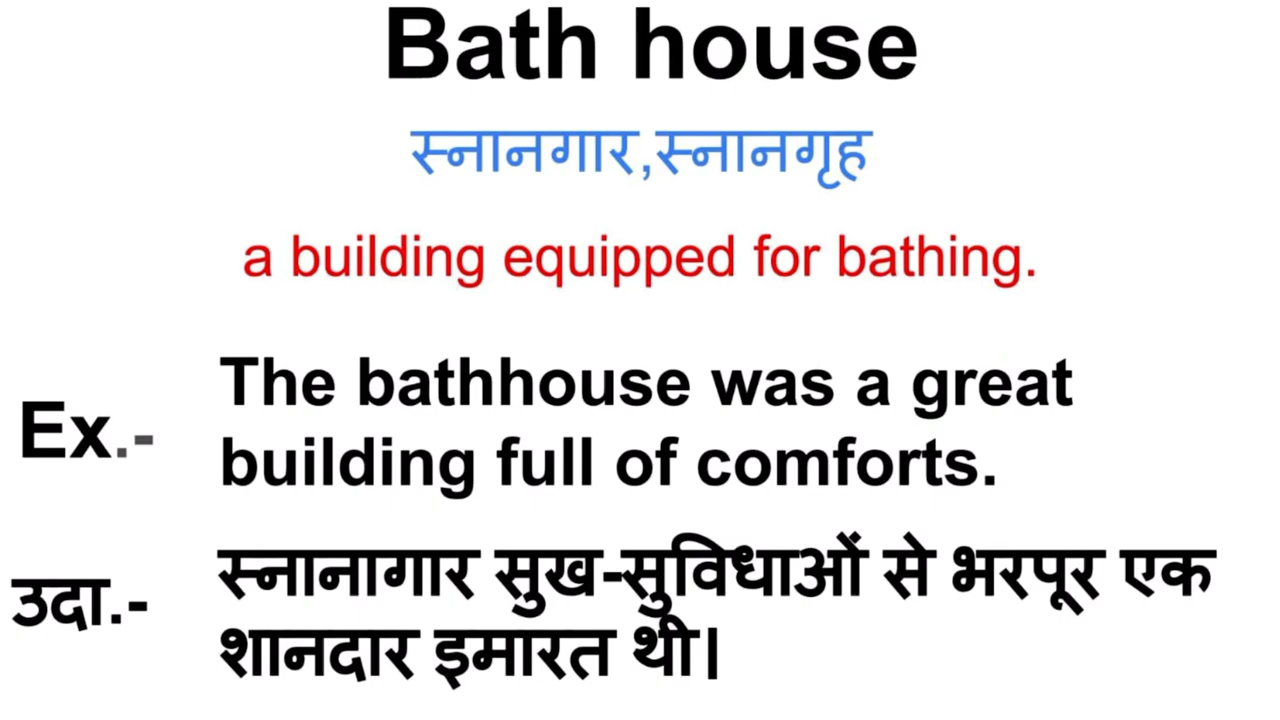 Bath house
स्नानगार,स्नानगृह
a building equipped for bathing.
Ex.- The bathhouse was a great
building full of comforts.
उदा.- स्नानागार सुख-सुविधाओं से भरपूर एक
शानदार इमारत थी।